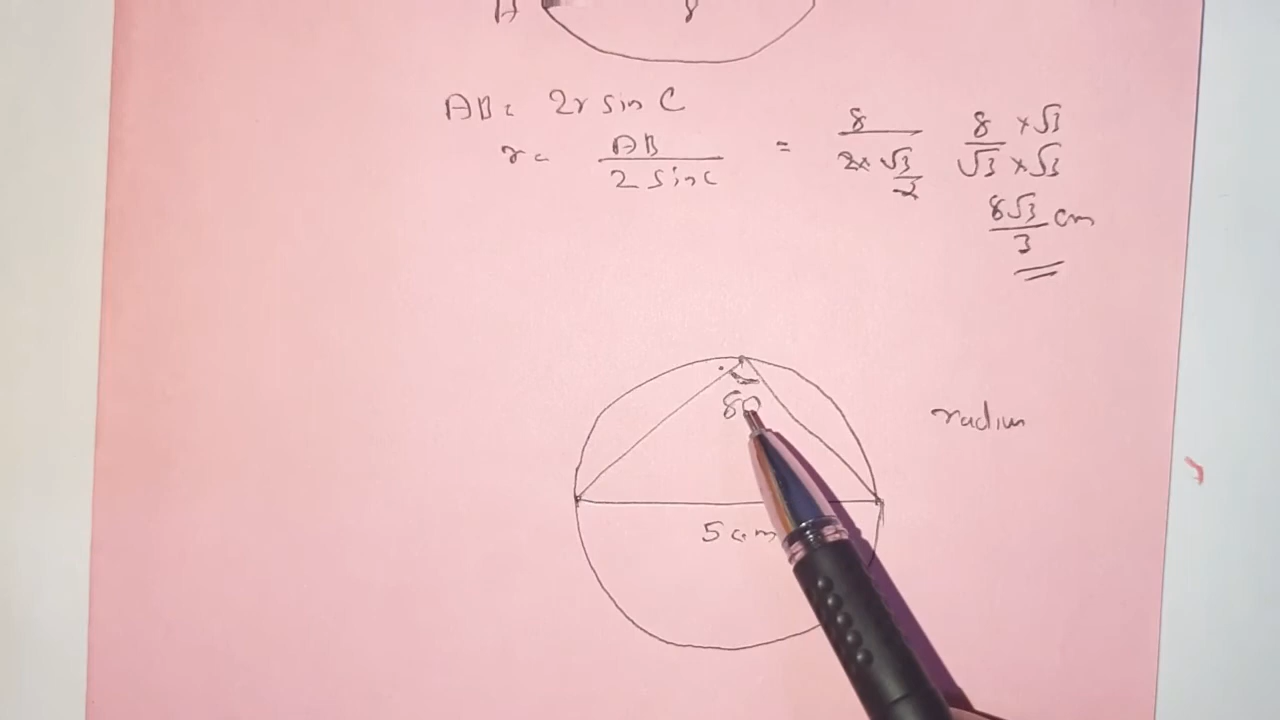 A 8
AB = 2r sin C
r = AB / 2 sin C = 8 / 2 × √3/2 8 × √3 / √3 × √3
8√3 / 3 cm
80
radius
5 cm